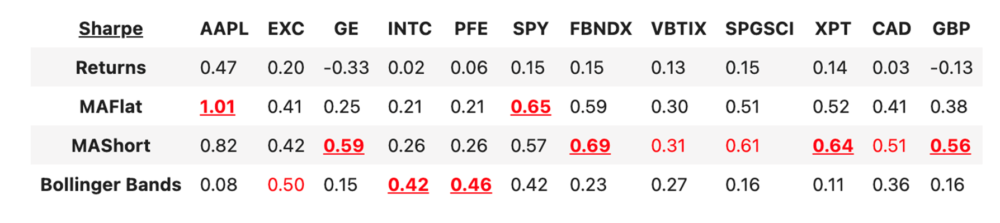 Sharpe AAPL EXC GE INTC PFE SPY FBNDX VBTIX SPGSCI XPT CAD GBP
Returns 0.47 0.20 -0.33 0.02 0.06 0.15 0.15 0.13 0.15 0.14 0.03 -0.13
MAFlat 1.01 0.41 0.25 0.21 0.21 0.65 0.59 0.30 0.51 0.52 0.41 0.38
MAShort 0.82 0.42 0.59 0.26 0.26 0.57 0.69 0.31 0.61 0.64 0.51 0.56
Bollinger Bands 0.08 0.50 0.15 0.42 0.46 0.42 0.23 0.27 0.16 0.11 0.36 0.16